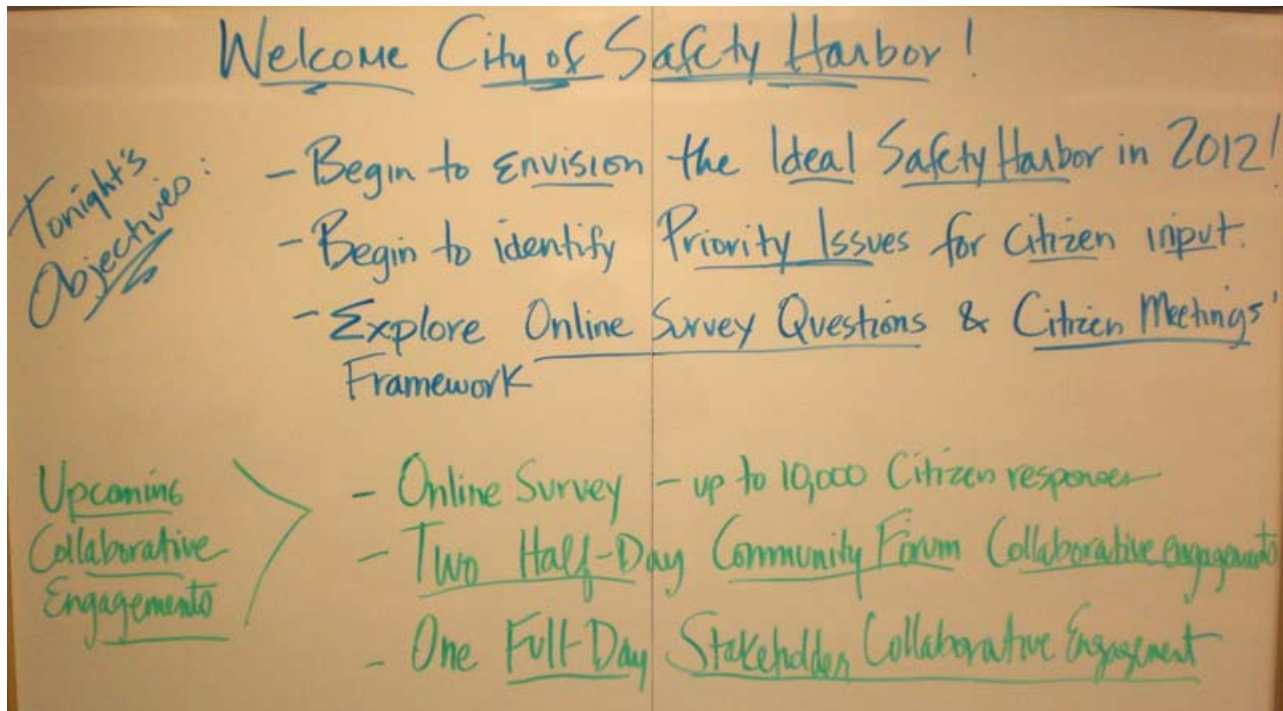 Welcome City of Safety Harbor!
Tonight's
Objectives:
- Begin to Envision the Ideal Safety Harbor in 2012!
- Begin to identify Priority Issues for Citizen input.
- Explore Online Survey Questions & Citizen Meetings'
Framework
Upcoming
Collaborative
Engagements
- Online Survey - up to 10,000 Citizen responses
- Two Half-Day Community Forum Collaborative engagements
- One Full-Day Stakeholder Collaborative Engagement